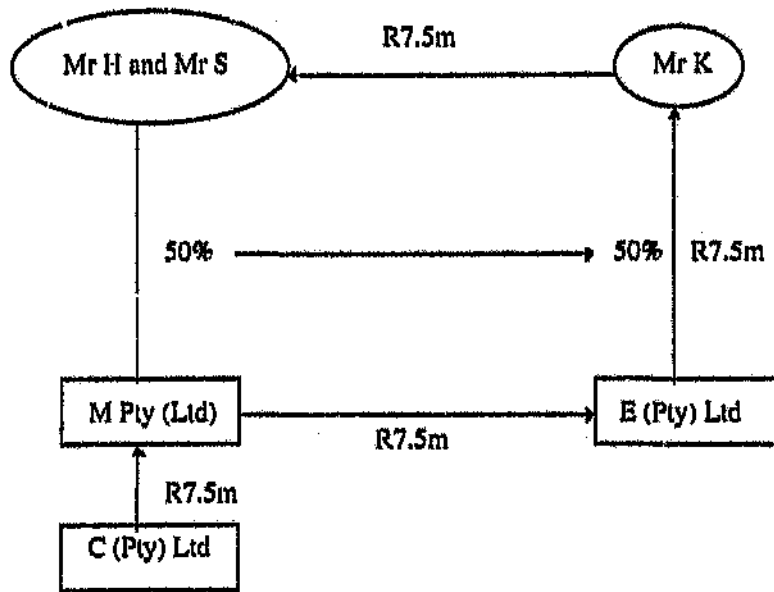 R7.5m
Mr H and Mr S
Mr K
50%
50%
R7.5m
M Pty (Ltd)
E (Pty) Ltd
R7.5m
R7.5m
C (Pty) Ltd